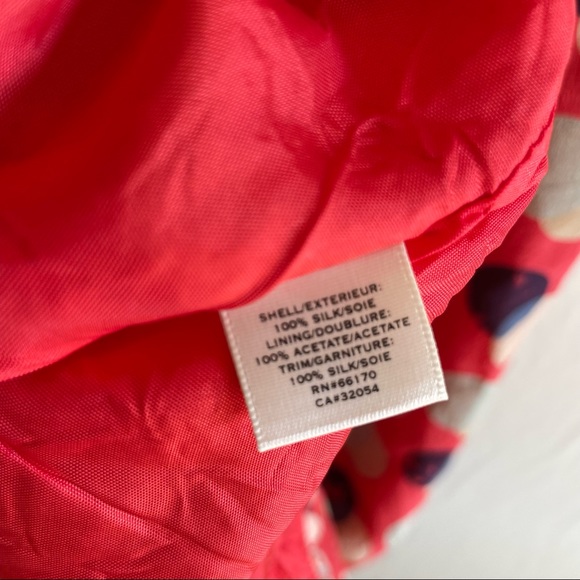 SHELL/EXTERIEUR:
100% SILK/SOIE
LINING/DOUBLURE:
100% ACETATE/ACETATE
TRIM/GARNITURE:
100% SILK/SOIE
RN#66170
CA#32054